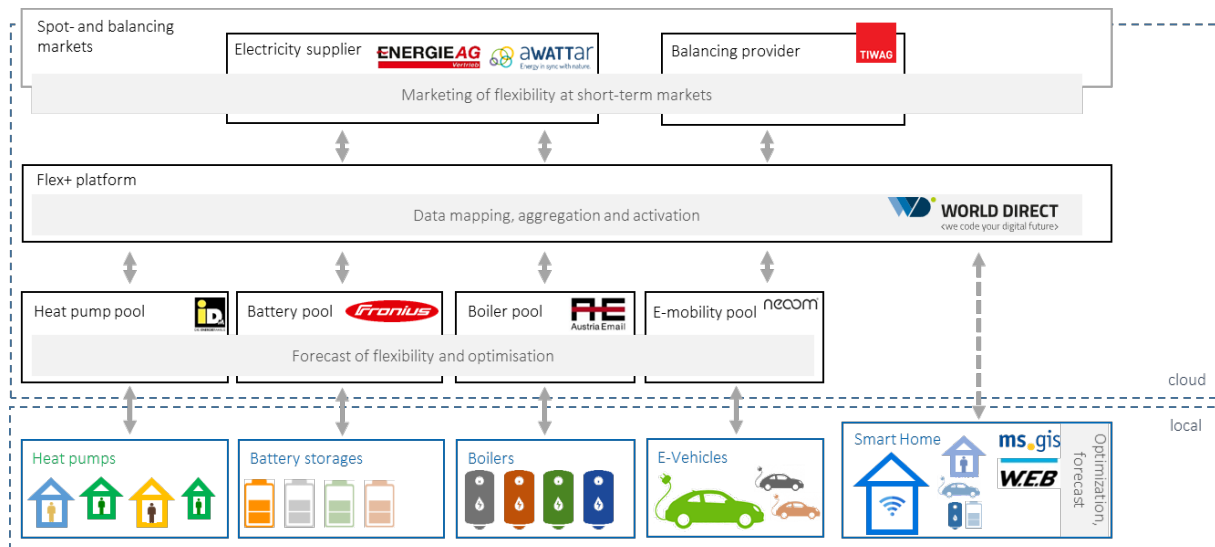 Spot- and balancing
markets
Electricity supplier
ENERGIEAG
Vertrieb
aWATTar
Energy in sync with nature.
Balancing provider
TIWAG
Marketing of flexibility at short-term markets
Flex+ platform
Data mapping, aggregation and activation
WORLD DIRECT
<we code your digital future>
Heat pump pool
iD
Battery pool
Fronius
Boiler pool
AE
Austria Email
E-mobility pool
neoom
Forecast of flexibility and optimisation
cloud
local
Heat pumps
Battery storages
Boilers
E-Vehicles
Smart Home
ms.gis
W.E.B
Optimization,
forecast